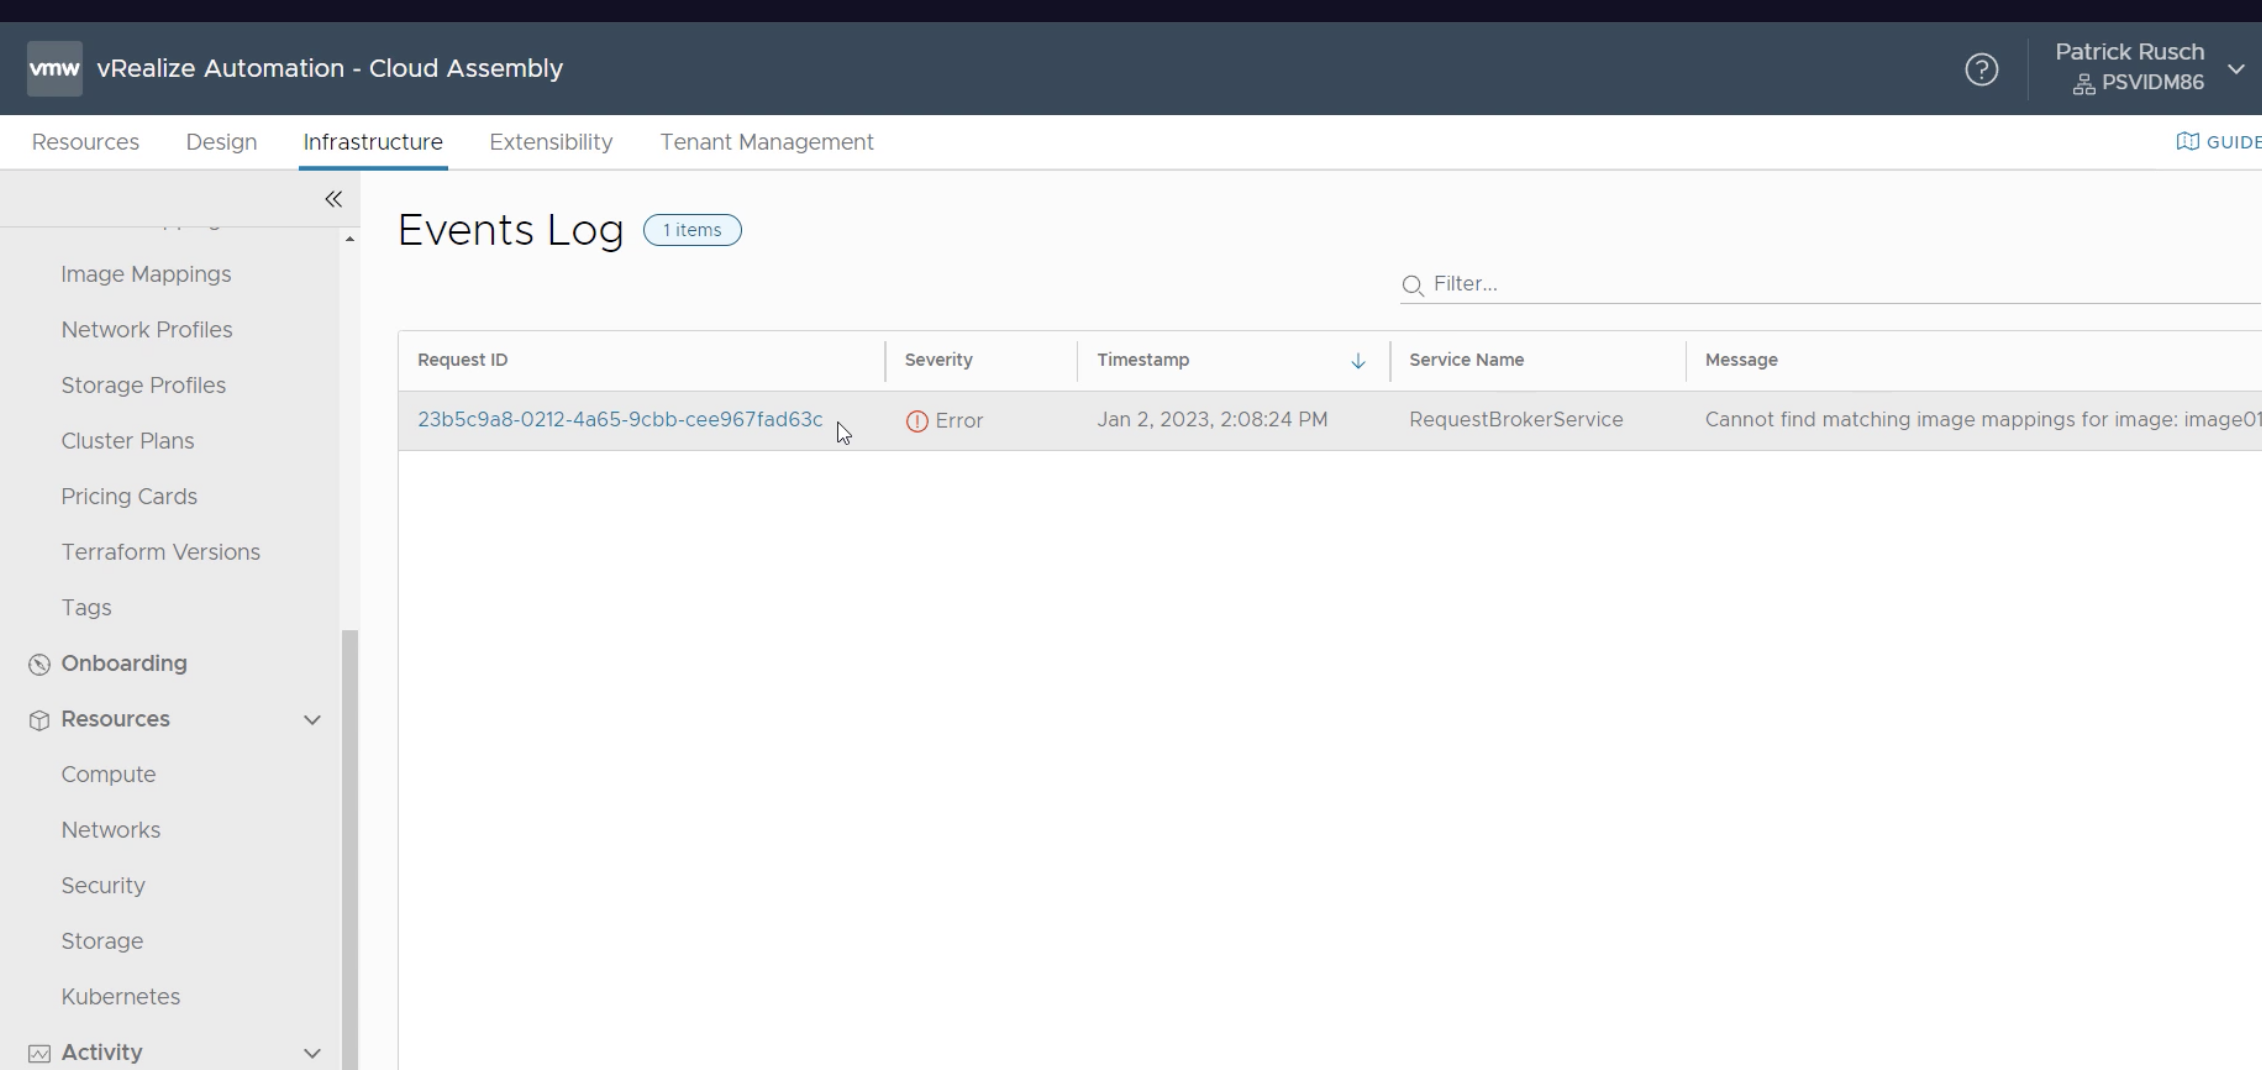 vmw vRealize Automation - Cloud Assembly
Patrick Rusch
PSVIDM86
Resources Design Infrastructure Extensibility Tenant Management
GUIDE
Events Log 1 items
Filter...
Image Mappings
Network Profiles
Storage Profiles
Cluster Plans
Pricing Cards
Terraform Versions
Tags
Onboarding
Resources
Compute
Networks
Security
Storage
Kubernetes
Activity
Request ID Severity Timestamp Service Name Message
23b5c9a8-0212-4a65-9cbb-cee967fad63c Error Jan 2, 2023, 2:08:24 PM RequestBrokerService Cannot find matching image mappings for image: image01